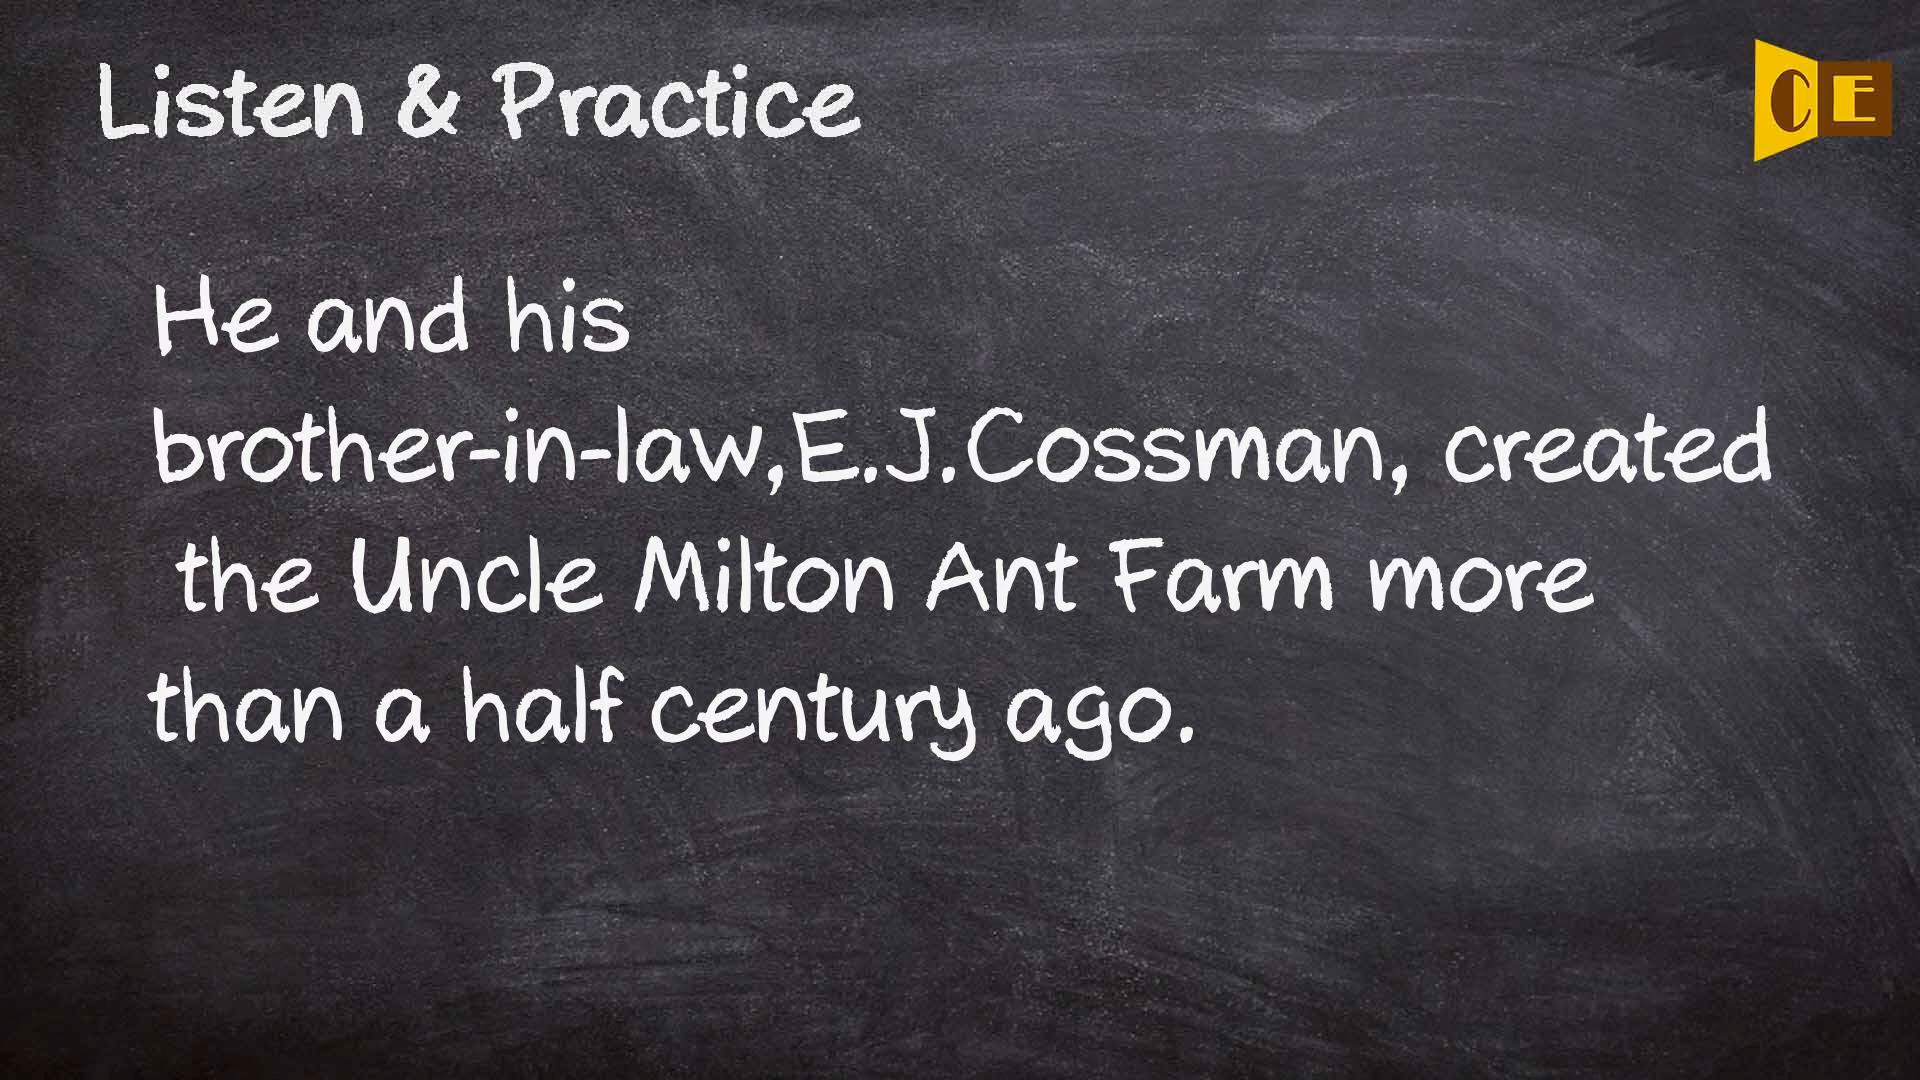 Listen & Practice
CE
He and his
brother-in-law,E.J.Cossman, created
the Uncle Milton Ant Farm more
than a half century ago.